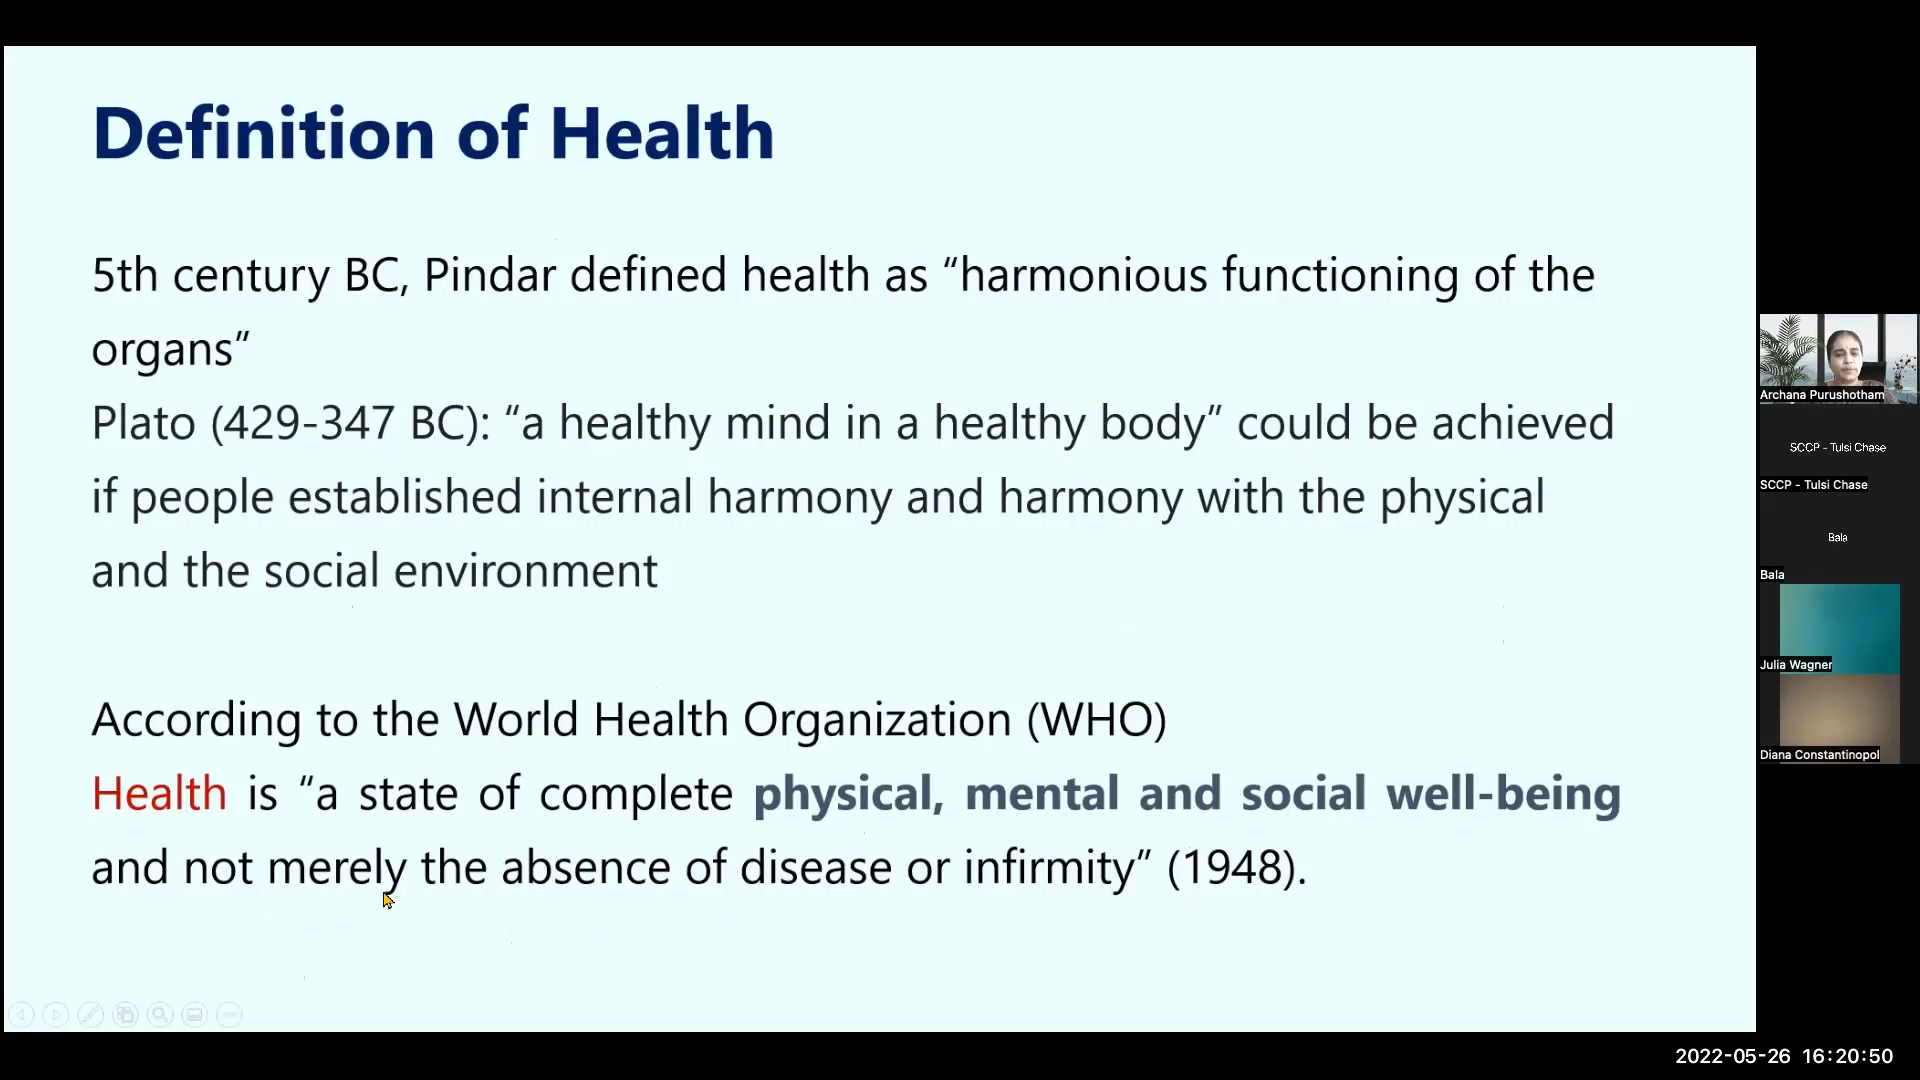 Definition of Health
5th century BC, Pindar defined health as “harmonious functioning of the
organs”
Plato (429-347 BC): “a healthy mind in a healthy body” could be achieved
if people established internal harmony and harmony with the physical
and the social environment
According to the World Health Organization (WHO)
Health is “a state of complete physical, mental and social well-being
and not merely the absence of disease or infirmity” (1948).
Archana Purushotham
SCCP - Tulsi Chase
SCCP - Tulsi Chase
Bala
Bala
Julia Wagner
Diana Constantinopol
2022-05-26 16:20:50